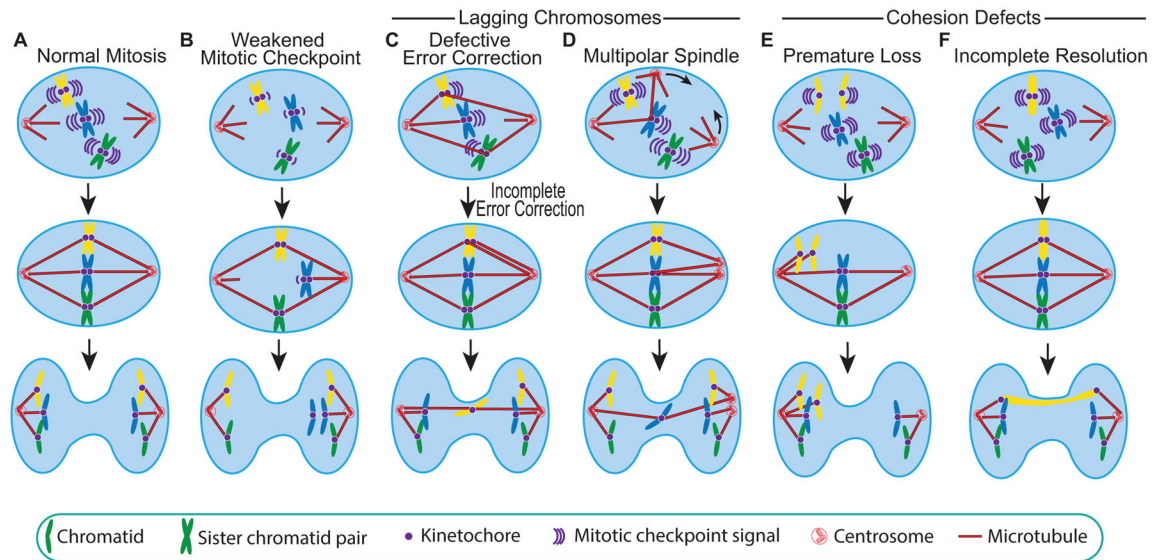 Lagging Chromosomes
Cohesion Defects
A
Normal Mitosis
B
Weakened
Mitotic Checkpoint
C
Defective
Error Correction
D
Multipolar Spindle
E
Premature Loss
F
Incomplete Resolution
Incomplete
Error Correction
Chromatid
Sister chromatid pair
Kinetochore
Mitotic checkpoint signal
Centrosome
Microtubule